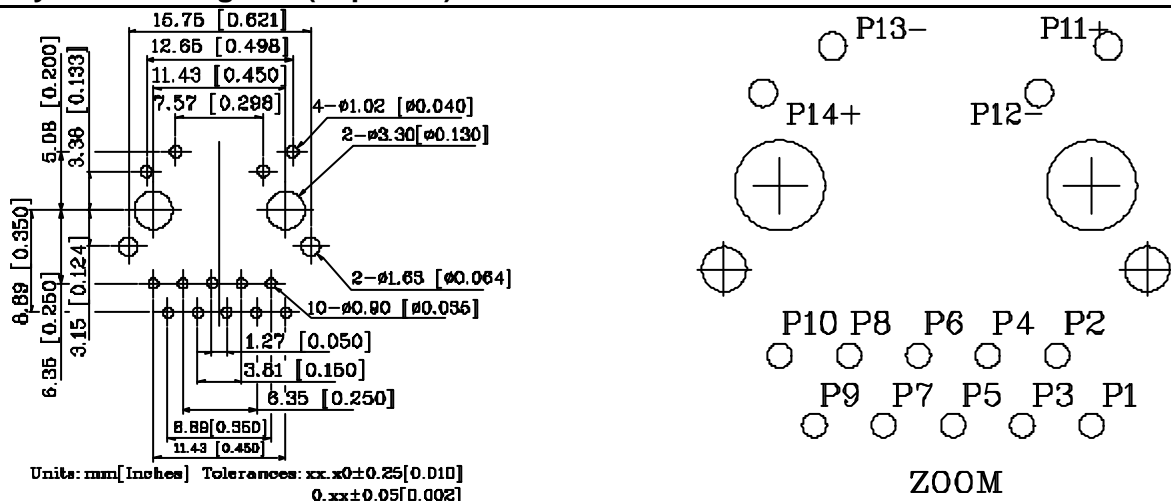 15.75 [0.621]
12.65 [0.498]
11.43 [0.450]
7.57 [0.298]
4-ø1.02 [ø0.040]
2-ø3.30[ø0.130]
5.08 [0.200]
3.38 [0.133]
8.89 [0.350]
6.35 [0.250]
3.15 [0.124]
2-ø1.63 [ø0.064]
10-ø0.90 [ø0.035]
1.27 [0.050]
3.81 [0.150]
6.35 [0.250]
8.89[0.350]
11.43 [0.450]
Units:mm[Inches] Tolerances:xx.x0±0.25[0.010]
0.xx±0.05[0.002]
P13- P11+
P14+ P12-
P10 P8 P6 P4 P2
P9 P7 P5 P3 P1
ZOOM